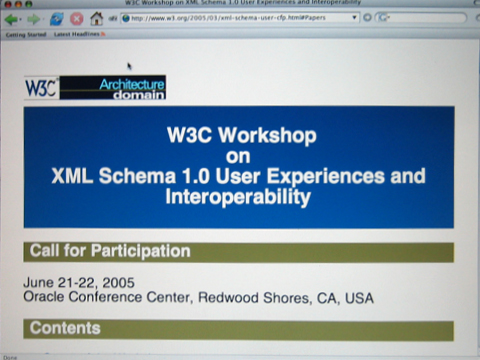 W3C Workshop on XML Schema 1.0 User Experiences and Interoperability
http://www.w3.org/2005/03/xml-schema-user-cfp.html#Papers
Getting Started Latest Headlines
W3C Architecture
domain
W3C Workshop
on
XML Schema 1.0 User Experiences and
Interoperability
Call for Participation
June 21-22, 2005
Oracle Conference Center, Redwood Shores, CA, USA
Contents
Done